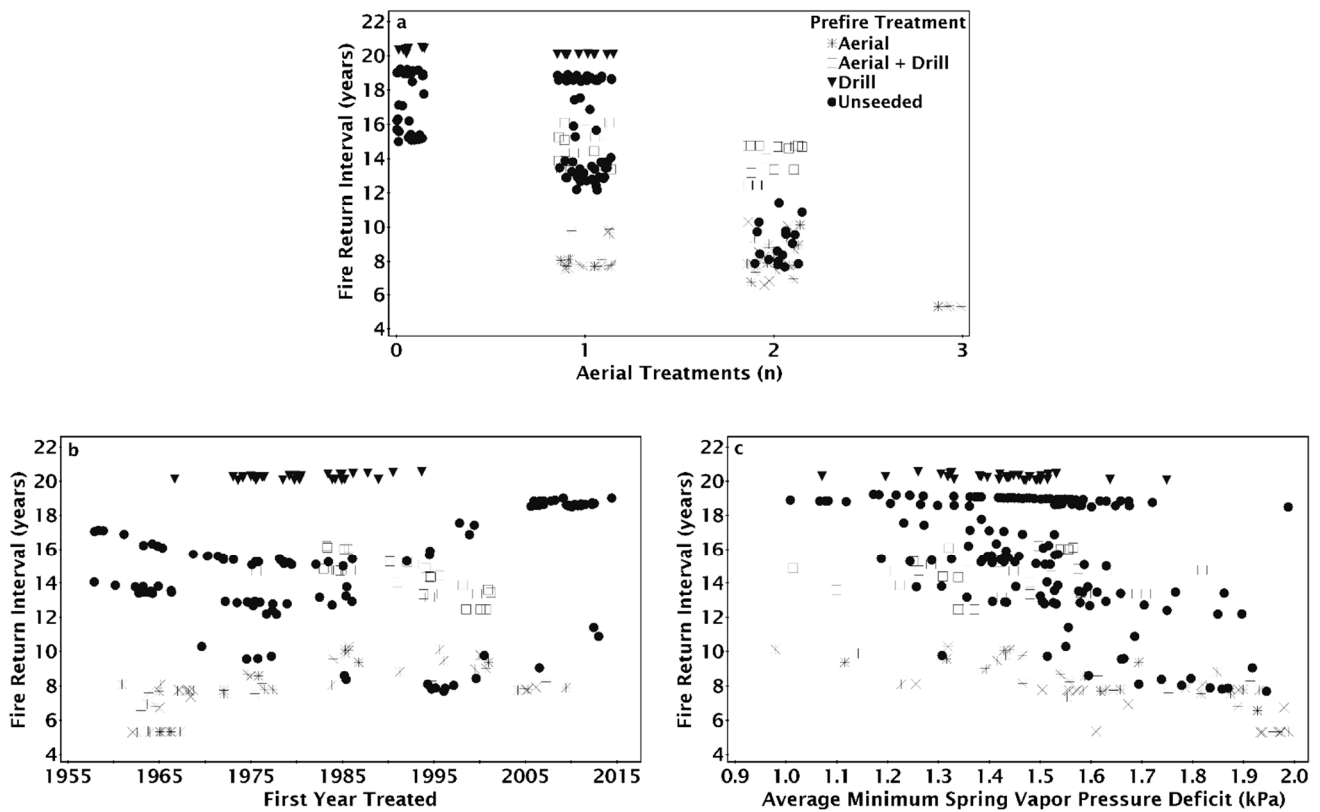 a
Prefire Treatment
Aerial
Aerial + Drill
Drill
Unseeded
Fire Return Interval (years)
22
20
18
16
14
12
10
8
6
4
0 1 2 3
Aerial Treatments (n)
b
Fire Return Interval (years)
22
20
18
16
14
12
10
8
6
4
1955 1965 1975 1985 1995 2005 2015
First Year Treated
c
Fire Return Interval (years)
22
20
18
16
14
12
10
8
6
4
0.9 1.0 1.1 1.2 1.3 1.4 1.5 1.6 1.7 1.8 1.9 2.0
Average Minimum Spring Vapor Pressure Deficit (kPa)